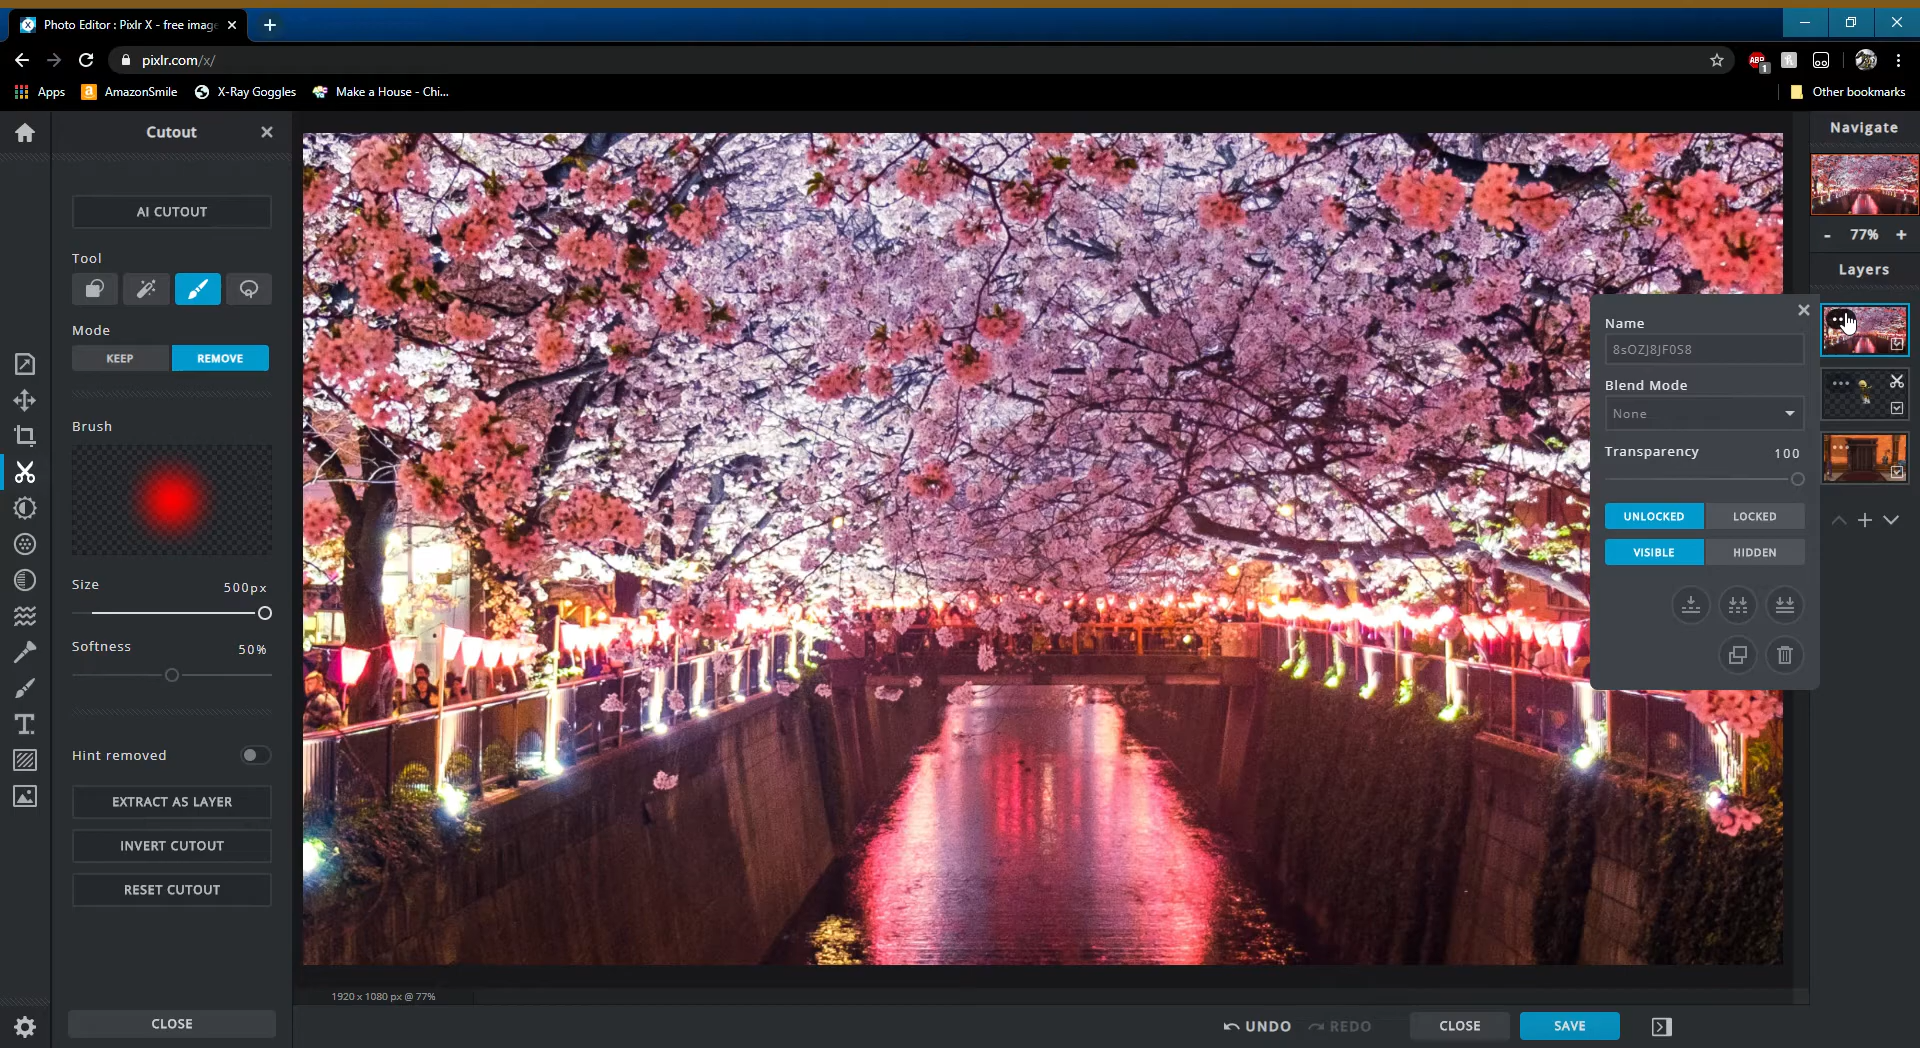 Photo Editor : Pixlr X - free image
pixlr.com/x/
ABP
1
Apps
AmazonSmile
X-Ray Goggles
Make a House - Chi...
Other bookmarks
Cutout
AI CUTOUT
Tool
Mode
KEEP
REMOVE
Brush
Size
500px
Softness
50%
Hint removed
EXTRACT AS LAYER
INVERT CUTOUT
RESET CUTOUT
CLOSE
1920 x 1080 px @ 77%
UNDO
REDO
CLOSE
SAVE
Navigate
- 77% +
Layers
Name
8sOZJ8JF0S8
Blend Mode
None
Transparency
100
UNLOCKED
LOCKED
VISIBLE
HIDDEN